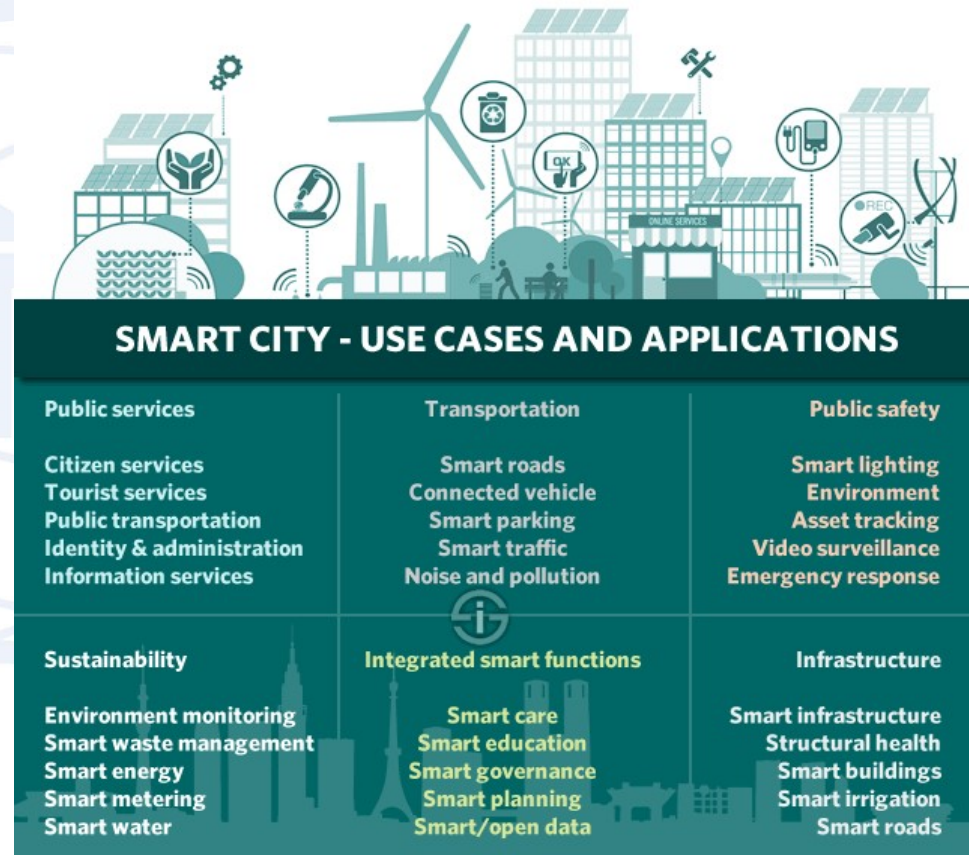 OK
ONLINE SERVICES
REC
SMART CITY - USE CASES AND APPLICATIONS
Public services
Citizen services
Tourist services
Public transportation
Identity & administration
Information services
Transportation
Smart roads
Connected vehicle
Smart parking
Smart traffic
Noise and pollution
Public safety
Smart lighting
Environment
Asset tracking
Video surveillance
Emergency response
Sustainability
Environment monitoring
Smart waste management
Smart energy
Smart metering
Smart water
Integrated smart functions
Smart care
Smart education
Smart governance
Smart planning
Smart/open data
Infrastructure
Smart infrastructure
Structural health
Smart buildings
Smart irrigation
Smart roads